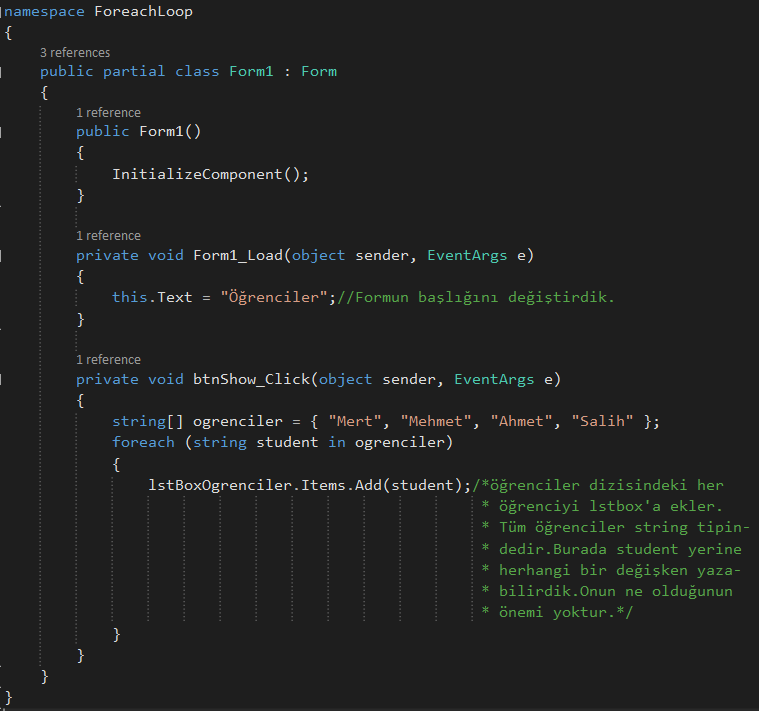 namespace ForeachLoop
{
3 references
public partial class Form1 : Form
{
1 reference
public Form1()
{
InitializeComponent();
}
1 reference
private void Form1_Load(object sender, EventArgs e)
{
this.Text = "Öğrenciler";//Formun başlığını değiştirdik.
}
1 reference
private void btnShow_Click(object sender, EventArgs e)
{
string[] ogrenciler = { "Mert", "Mehmet", "Ahmet", "Salih" };
foreach (string student in ogrenciler)
{
lstBoxOgrenciler.Items.Add(student);/*öğrenciler dizisindeki her
* öğrenciyi lstbox'a ekler.
* Tüm öğrenciler string tipin-
* dedir.Burada student yerine
* herhangi bir değişken yaza-
* bilirdik.Onun ne olduğunun
* önemi yoktur.*/
}
}
}
}